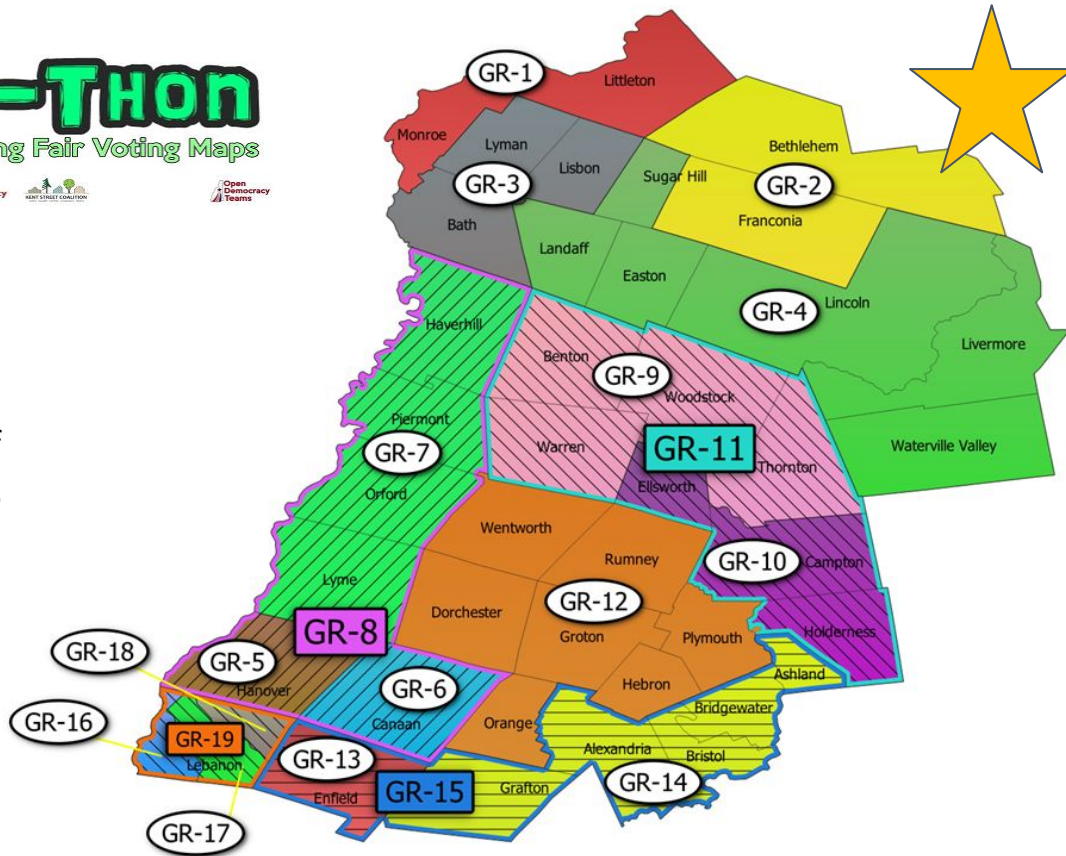 -THON
ng Fair Voting Maps
KENT STREET COALITION
Open
Democracy
Teams
GR-1
Littleton
Monroe
Lyman
Lisbon
GR-3
Bath
Bethlehem
Sugar Hill
GR-2
Franconia
Landaff
Easton
GR-4
Lincoln
Livermore
Waterville Valley
Haverhill
Piermont
GR-7
Orford
Lyme
Benton
GR-9
Woodstock
Warren
GR-11
Thornton
Ellsworth
GR-10
Campton
Holderness
Wentworth
Rumney
GR-12
Dorchester
Groton
Plymouth
Hebron
Orange
GR-8
GR-18
GR-5
Hanover
GR-6
Canaan
GR-16
GR-19
Lebanon
GR-17
GR-13
Enfield
GR-15
Grafton
Ashland
Bridgewater
Alexandria
Bristol
GR-14